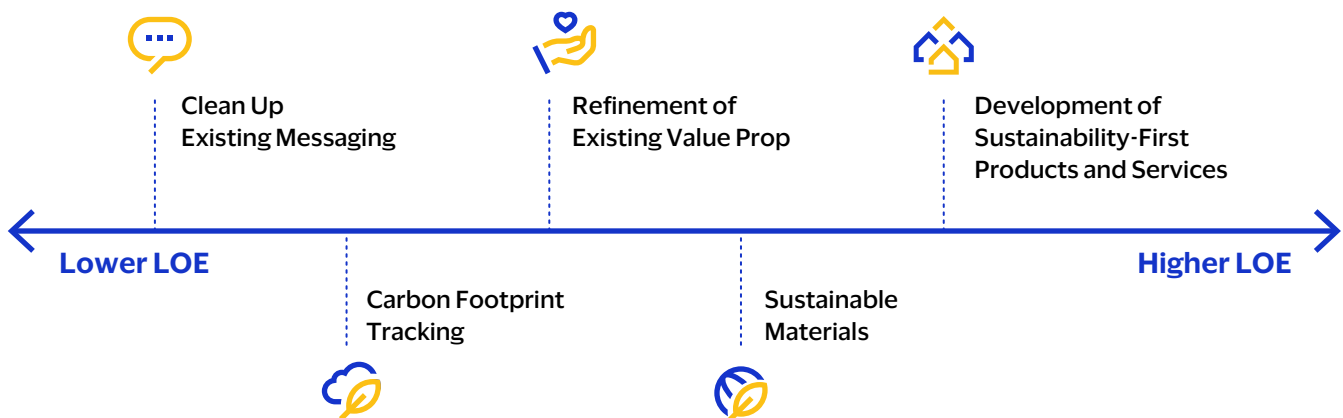 Clean Up
Existing Messaging
Refinement of
Existing Value Prop
Development of
Sustainability-First
Products and Services
Lower LOE
Higher LOE
Carbon Footprint
Tracking
Sustainable
Materials